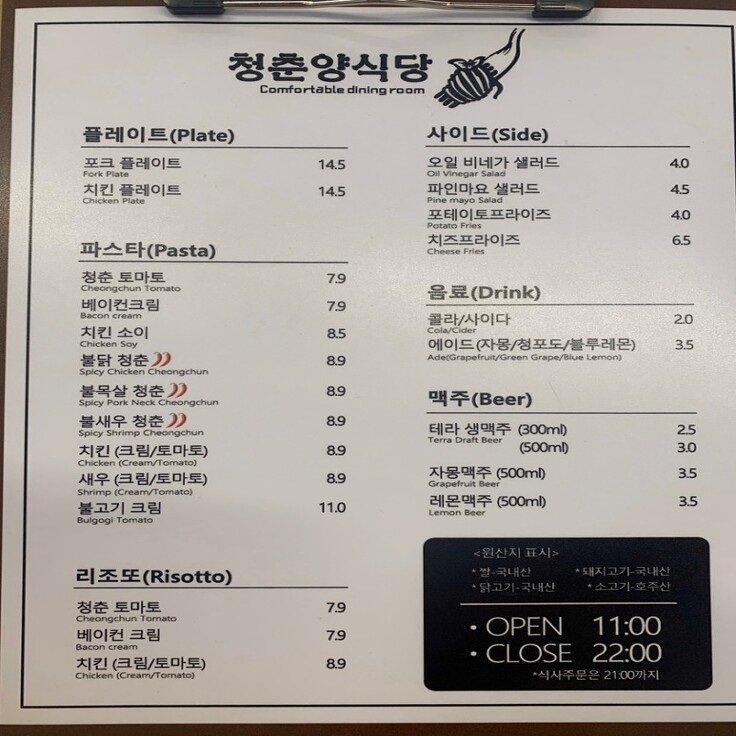 청춘양식당
Comfortable dining room
플레이트(Plate)
포크 플레이트 14.5
Fork Plate
치킨 플레이트 14.5
Chicken Plate
파스타(Pasta)
청춘 토마토 7.9
Cheongchun Tomato
베이컨크림 7.9
Bacon cream
치킨 소이 8.5
Chicken Soy
불닭 청춘 8.9
Spicy Chicken Cheongchun
불목살 청춘 8.9
Spicy Pork Neck Cheongchun
불새우 청춘 8.9
Spicy Shrimp Cheongchun
치킨 (크림/토마토) 8.9
Chicken (Cream/Tomato)
새우 (크림/토마토) 8.9
Shrimp (Cream/Tomato)
불고기 크림 11.0
Bulgogi Tomato
리조또(Risotto)
청춘 토마토 7.9
Cheongchun Tomato
베이컨 크림 7.9
Bacon cream
치킨 (크림/토마토) 8.9
Chicken (Cream/Tomato)
사이드(Side)
오일 비네가 샐러드 4.0
Oil Vinegar Salad
파인마요 샐러드 4.5
Pine mayo Salad
포테이토프라이즈 4.0
Potato Fries
치즈프라이즈 6.5
Cheese Fries
음료(Drink)
콜라/사이다 2.0
Cola/Cider
에이드 (자몽/청포도/블루레몬) 3.5
Ade(Grapefruit/Green Grape/Blue Lemon)
맥주(Beer)
테라 생맥주 (300ml) 2.5
Terra Draft Beer (500ml) 3.0
자몽맥주 (500ml) 3.5
Grapefruit Beer
레몬맥주 (500ml) 3.5
Lemon Beer
<원산지 표시>
*쌀-국내산 *돼지고기-국내산
*닭고기-국내산 *소고기-호주산
• OPEN 11:00
• CLOSE 22:00
*식사주문은 21:00까지